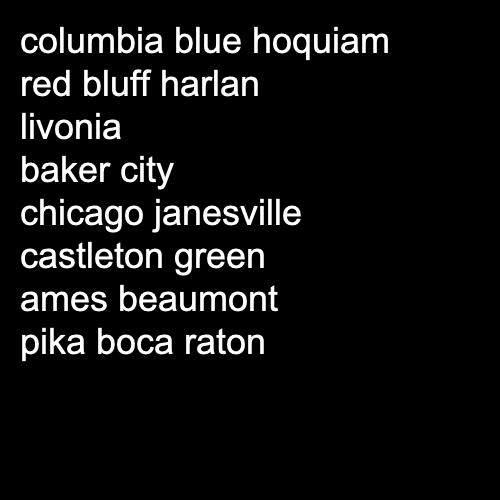 columbia blue hoquiam
red bluff harlan
livonia
baker city
chicago janesville
castleton green
ames beaumont
pika boca raton